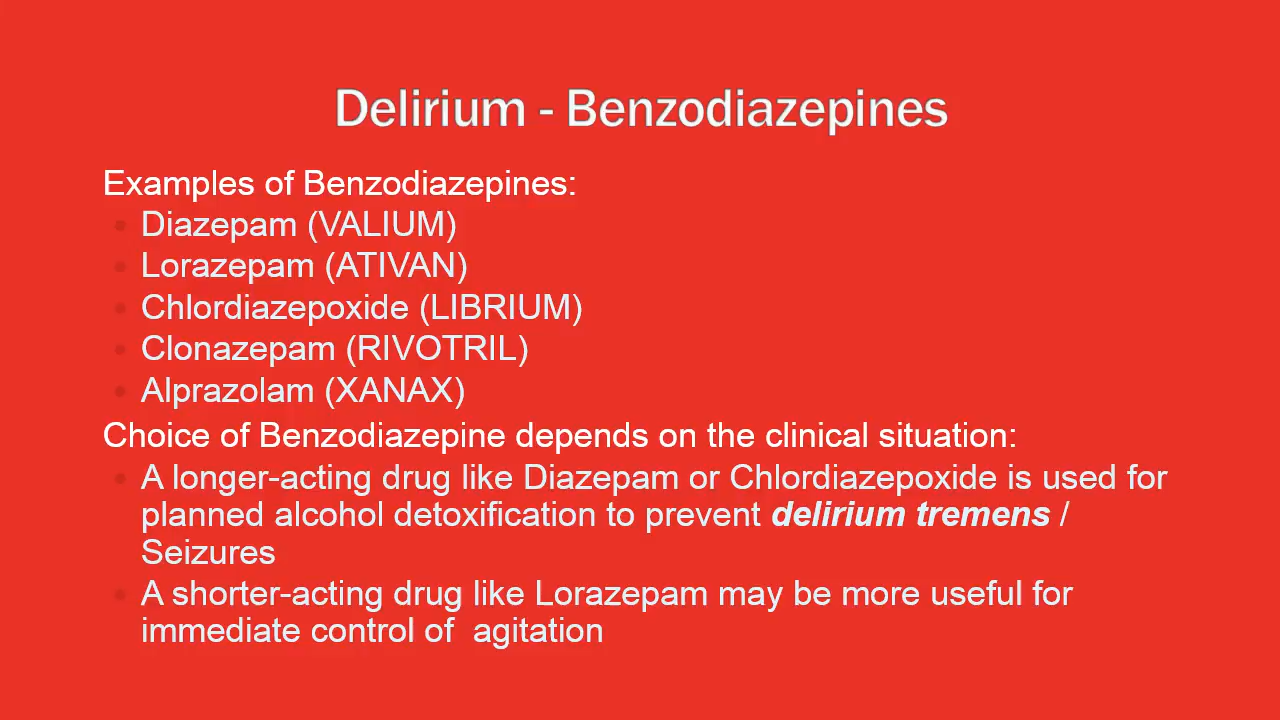 Delirium - Benzodiazepines
Examples of Benzodiazepines:
• Diazepam (VALIUM)
• Lorazepam (ATIVAN)
• Chlordiazepoxide (LIBRIUM)
• Clonazepam (RIVOTRIL)
• Alprazolam (XANAX)
Choice of Benzodiazepine depends on the clinical situation:
• A longer-acting drug like Diazepam or Chlordiazepoxide is used for
planned alcohol detoxification to prevent delirium tremens /
Seizures
• A shorter-acting drug like Lorazepam may be more useful for
immediate control of  agitation